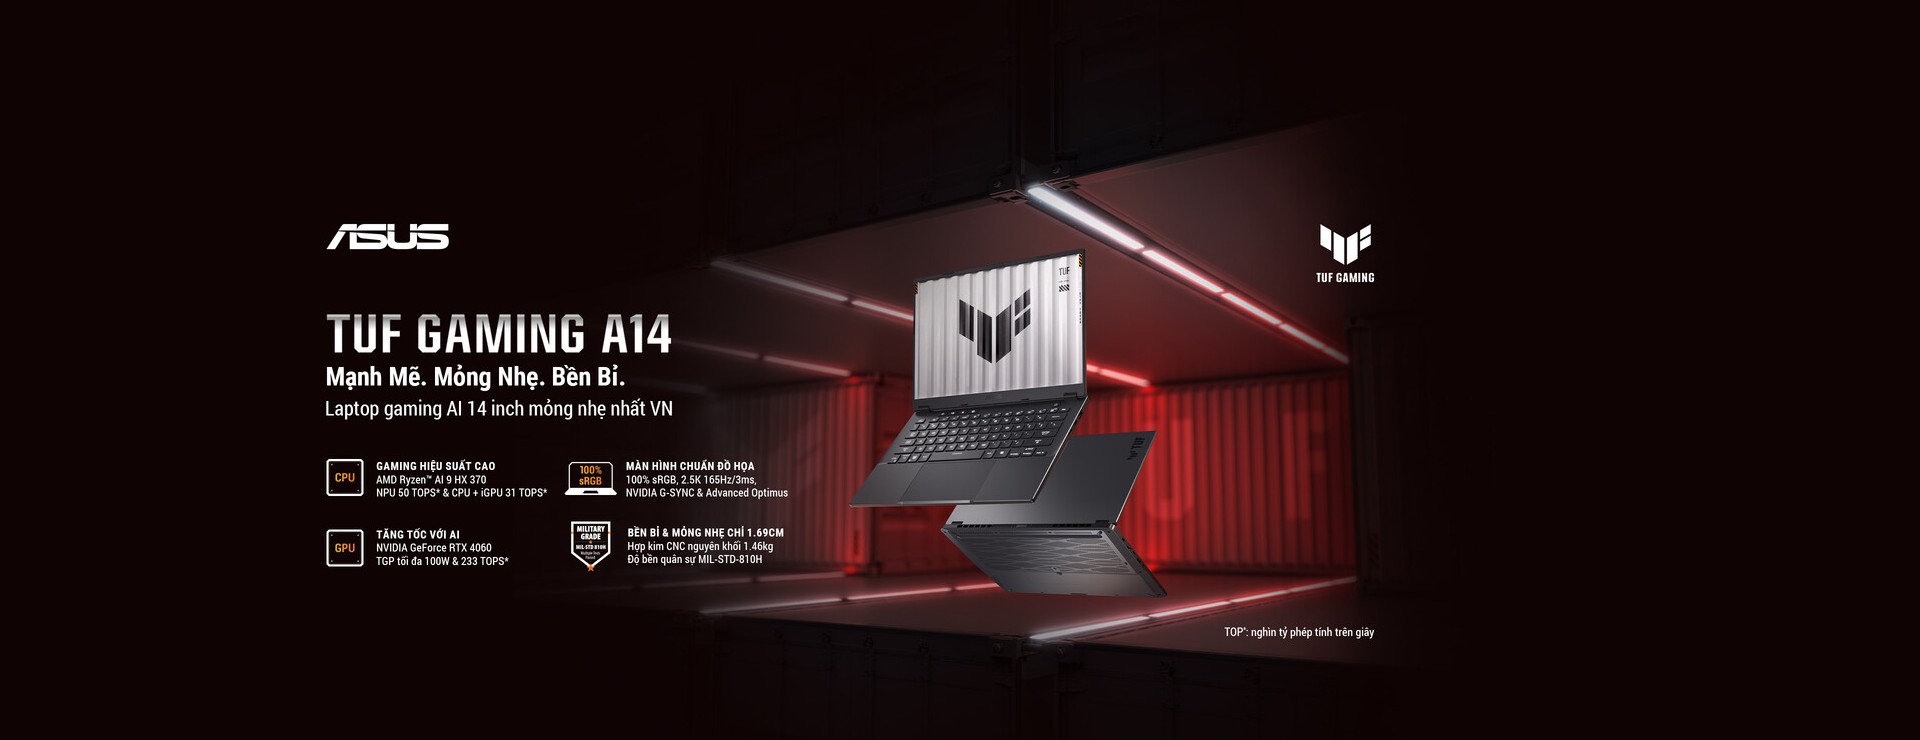 ASUS
TUF GAMING
TUF GAMING A14
Mạnh Mẽ. Mỏng Nhẹ. Bền Bỉ.
Laptop gaming AI 14 inch mỏng nhẹ nhất VN
CPU
GAMING HIỆU SUẤT CAO
AMD Ryzen™ AI 9 HX 370
NPU 50 TOPS* & CPU + iGPU 31 TOPS*
100%
sRGB
MÀN HÌNH CHUẨN ĐỒ HỌA
100% sRGB, 2.5K 165Hz/3ms,
NVIDIA G-SYNC & Advanced Optimus
GPU
TĂNG TỐC VỚI AI
NVIDIA GeForce RTX 4060
TGP tối đa 100W & 233 TOPS*
MILITARY
GRADE
MIL-STD 810H
BỀN BỈ & MỎNG NHẸ CHỈ 1.69CM
Hợp kim CNC nguyên khối 1.46kg
Độ bền quân sự MIL-STD-810H
TUF
TUF
TOP*: nghìn tỷ phép tính trên giây